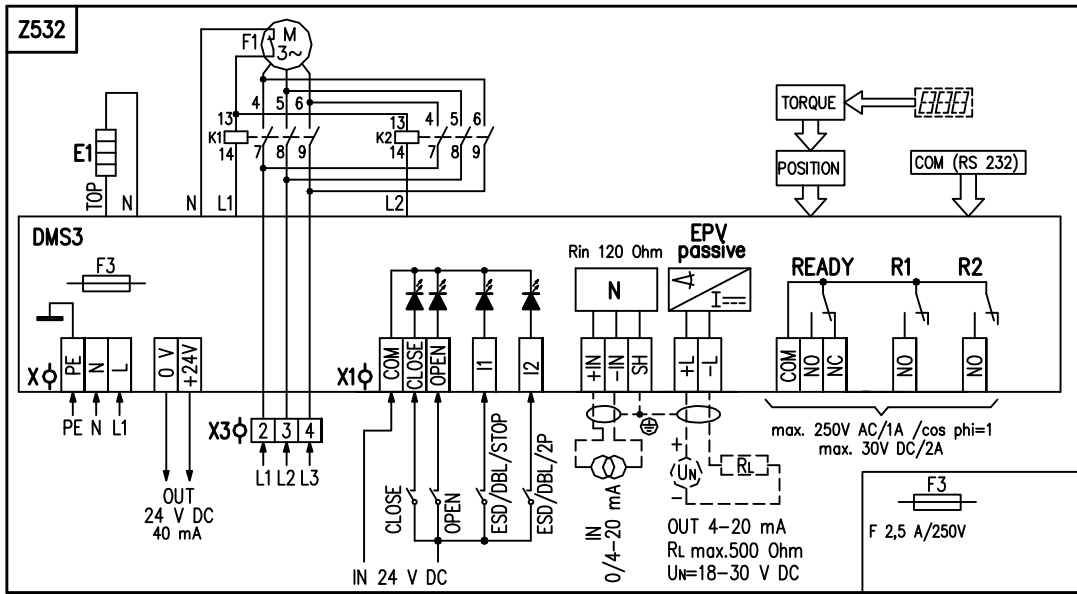 Z532
F1
M
3~
4 5 6
13
K1
14
7 8 9
4 5 6
13
K2
14
7 8 9
E1
TOP
N
N
L1
L2
TORQUE
POSITION
COM (RS 232)
DMS3
F3
Rin 120 Ohm
N
EPV
passive
I
READY
R1
R2
X
PE
N
L
0 V
+24V
X1
COM
CLOSE
OPEN
I1
I2
+IN
-IN
SH
+L
-L
COM
NO
NC
NO
NO
PE N L1
OUT
24 V DC
40 mA
X3
2 3 4
L1 L2 L3
CLOSE
OPEN
ESD/DBL/STOP
ESD/DBL/2P
IN 24 V DC
IN
0/4-20 mA
+
UN
-
RL
OUT 4-20 mA
RL max.500 Ohm
UN=18-30 V DC
max. 250V AC/1A /cos phi=1
max. 30V DC/2A
F3
F 2,5 A/250V